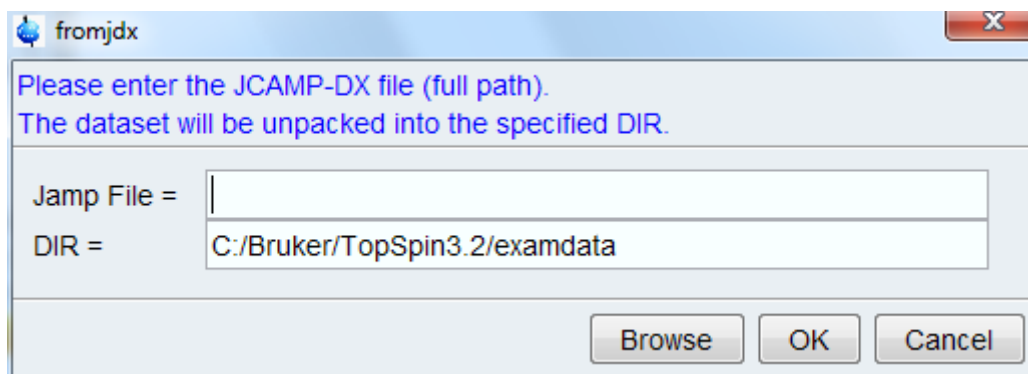 fromjdx
Please enter the JCAMP-DX file (full path).
The dataset will be unpacked into the specified DIR.
Jamp File =
DIR = C:/Bruker/TopSpin3.2/examdata
Browse OK Cancel